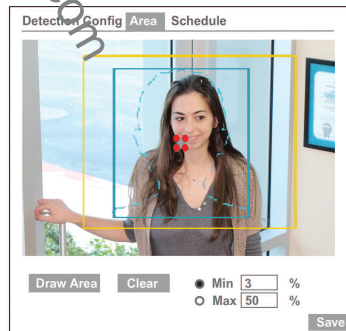 Detection Config Area Schedule
Draw Area Clear Min 3 %
Max 50 %
Save